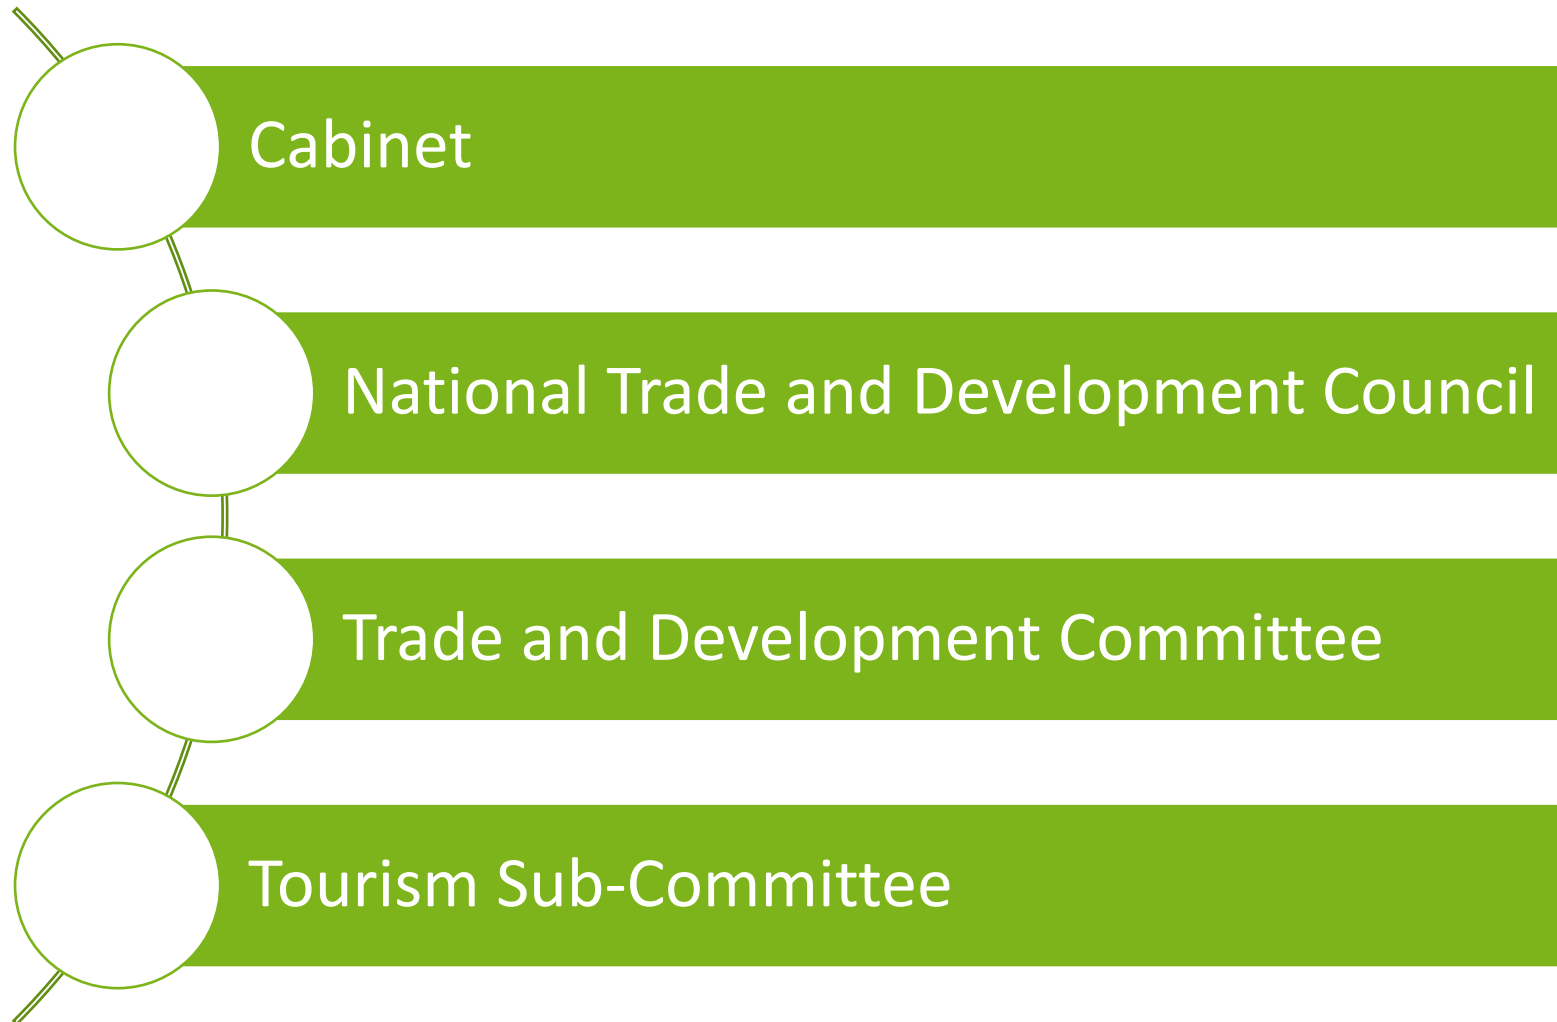 Cabinet
National Trade and Development Council
Trade and Development Committee
Tourism Sub-Committee